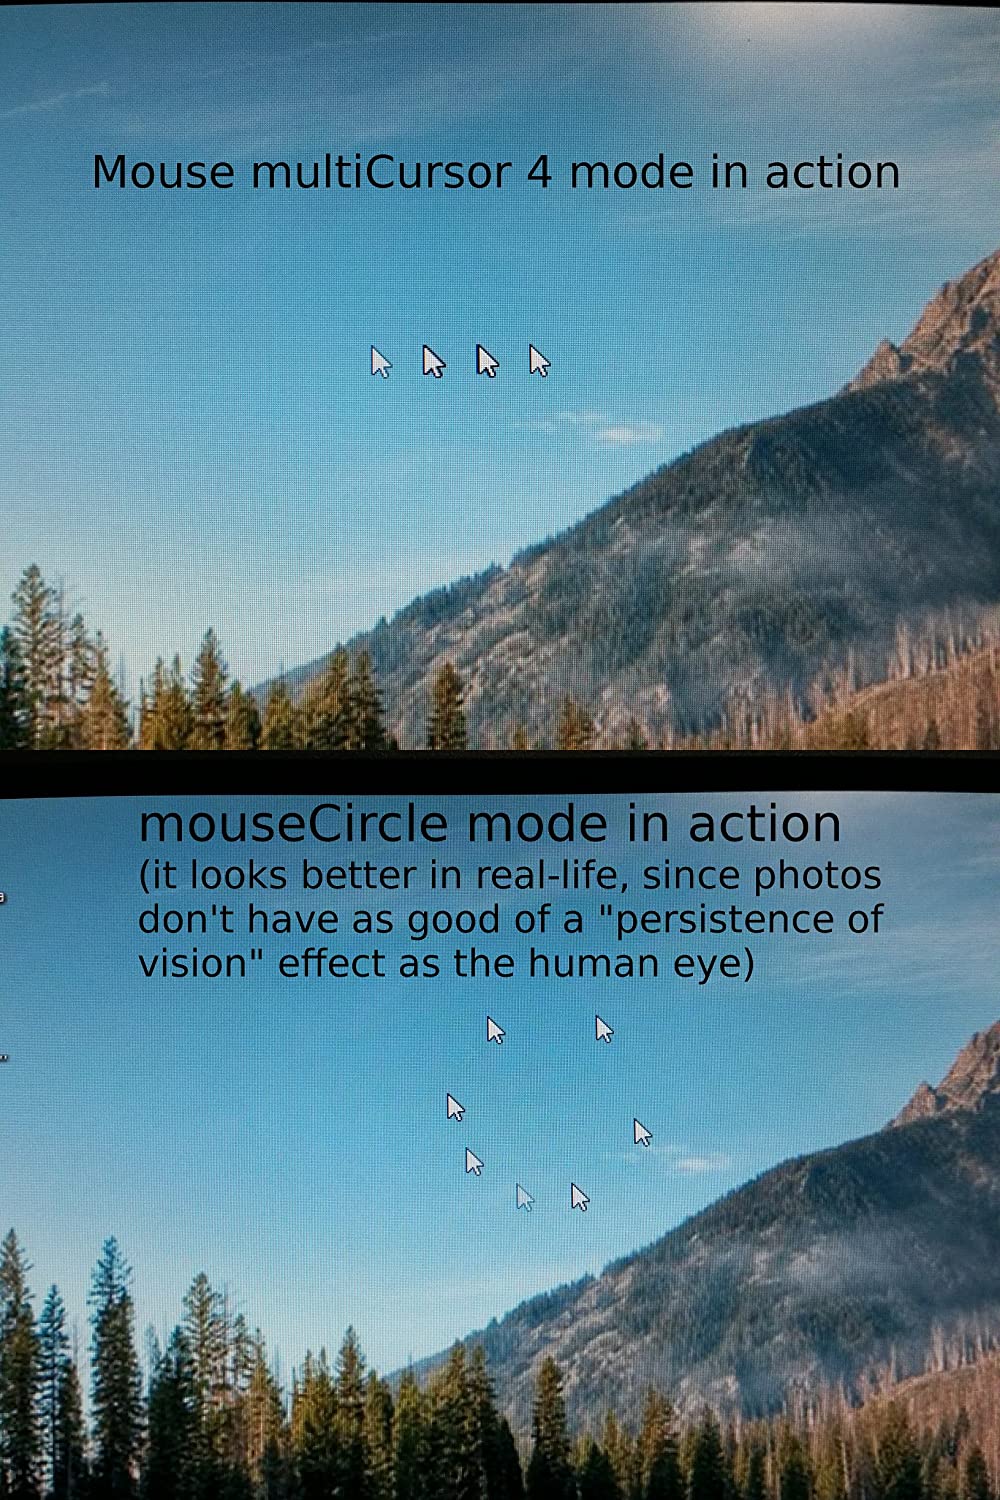 Mouse multiCursor 4 mode in action
mouseCircle mode in action
(it looks better in real-life, since photos
don't have as good of a "persistence of
vision" effect as the human eye)